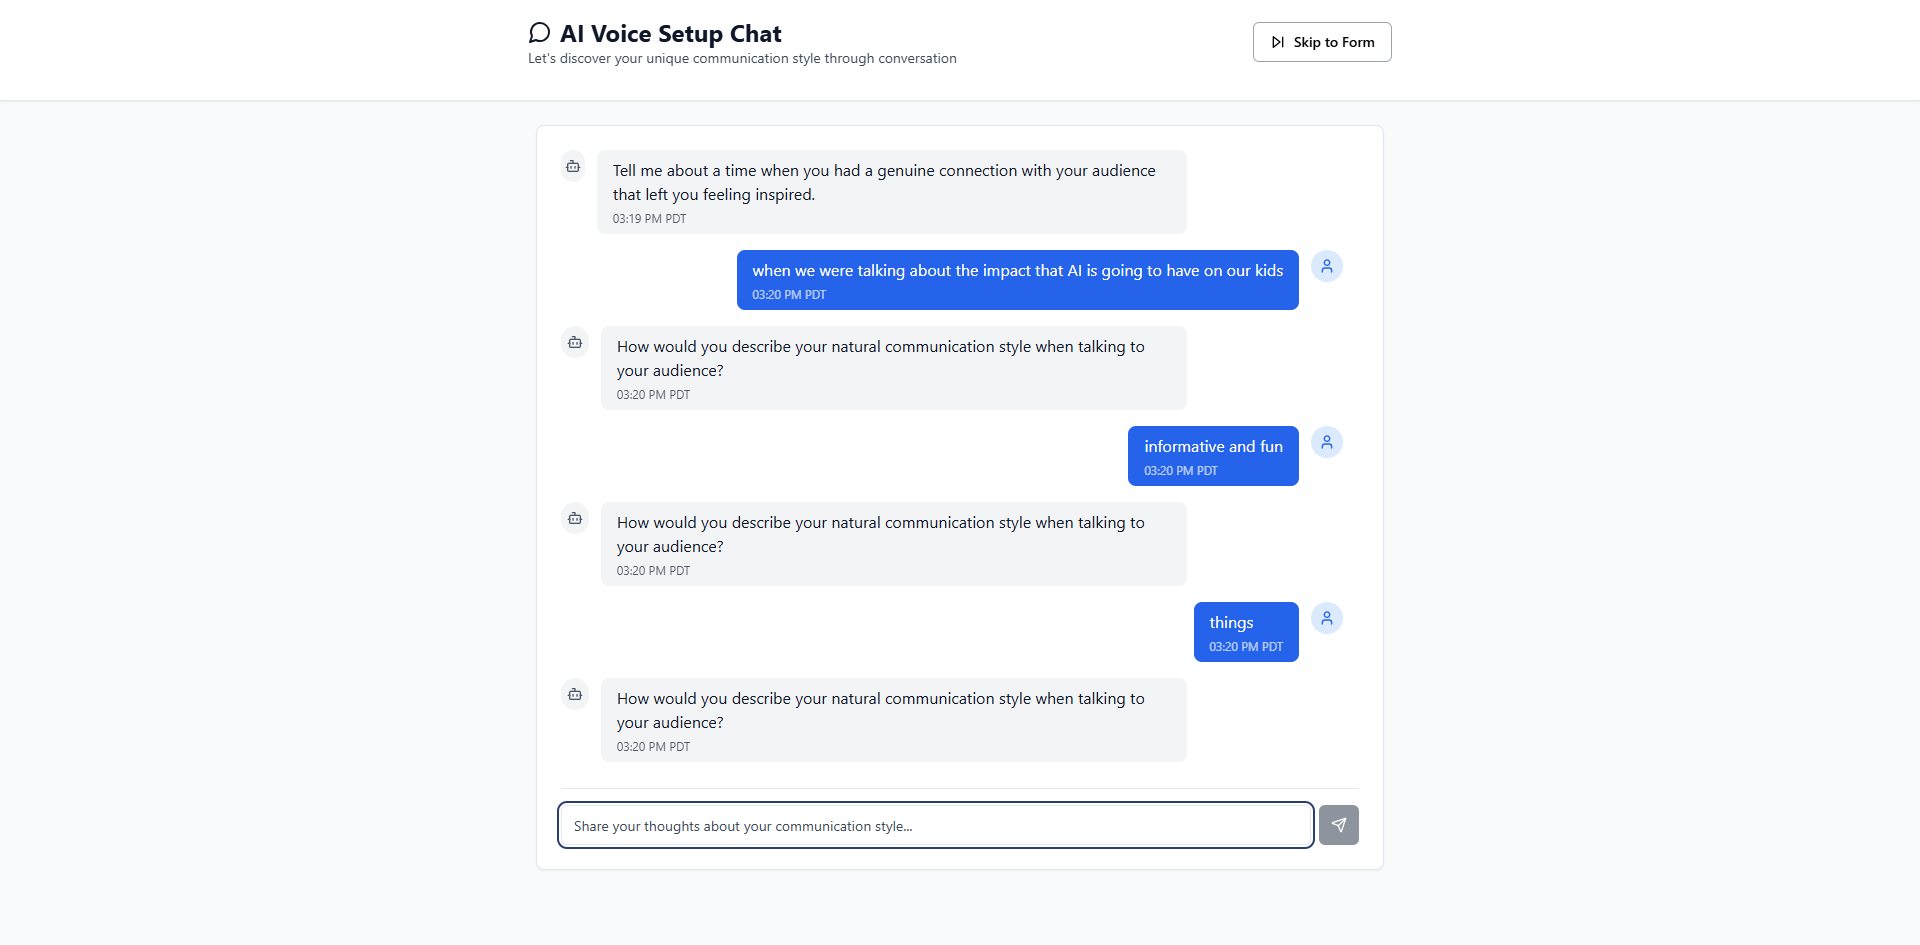 AI Voice Setup Chat
Let's discover your unique communication style through conversation
Skip to Form
Tell me about a time when you had a genuine connection with your audience
that left you feeling inspired.
03:19 PM PDT
when we were talking about the impact that AI is going to have on our kids
03:20 PM PDT
How would you describe your natural communication style when talking to
your audience?
03:20 PM PDT
informative and fun
03:20 PM PDT
How would you describe your natural communication style when talking to
your audience?
03:20 PM PDT
things
03:20 PM PDT
How would you describe your natural communication style when talking to
your audience?
03:20 PM PDT
Share your thoughts about your communication style...